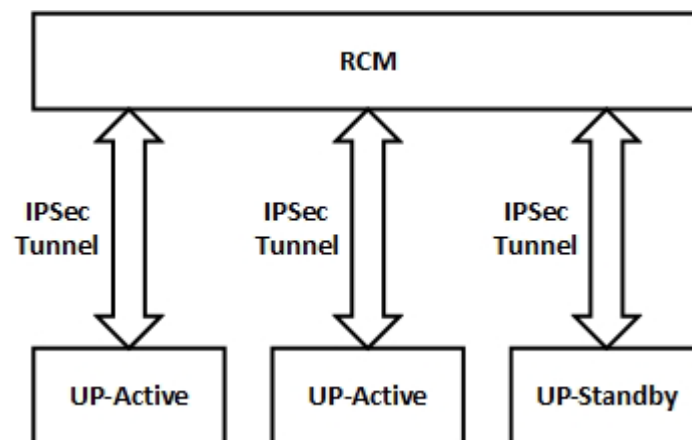 RCM
IPSec
Tunnel
IPSec
Tunnel
IPSec
Tunnel
UP-Active
UP-Active
UP-Standby